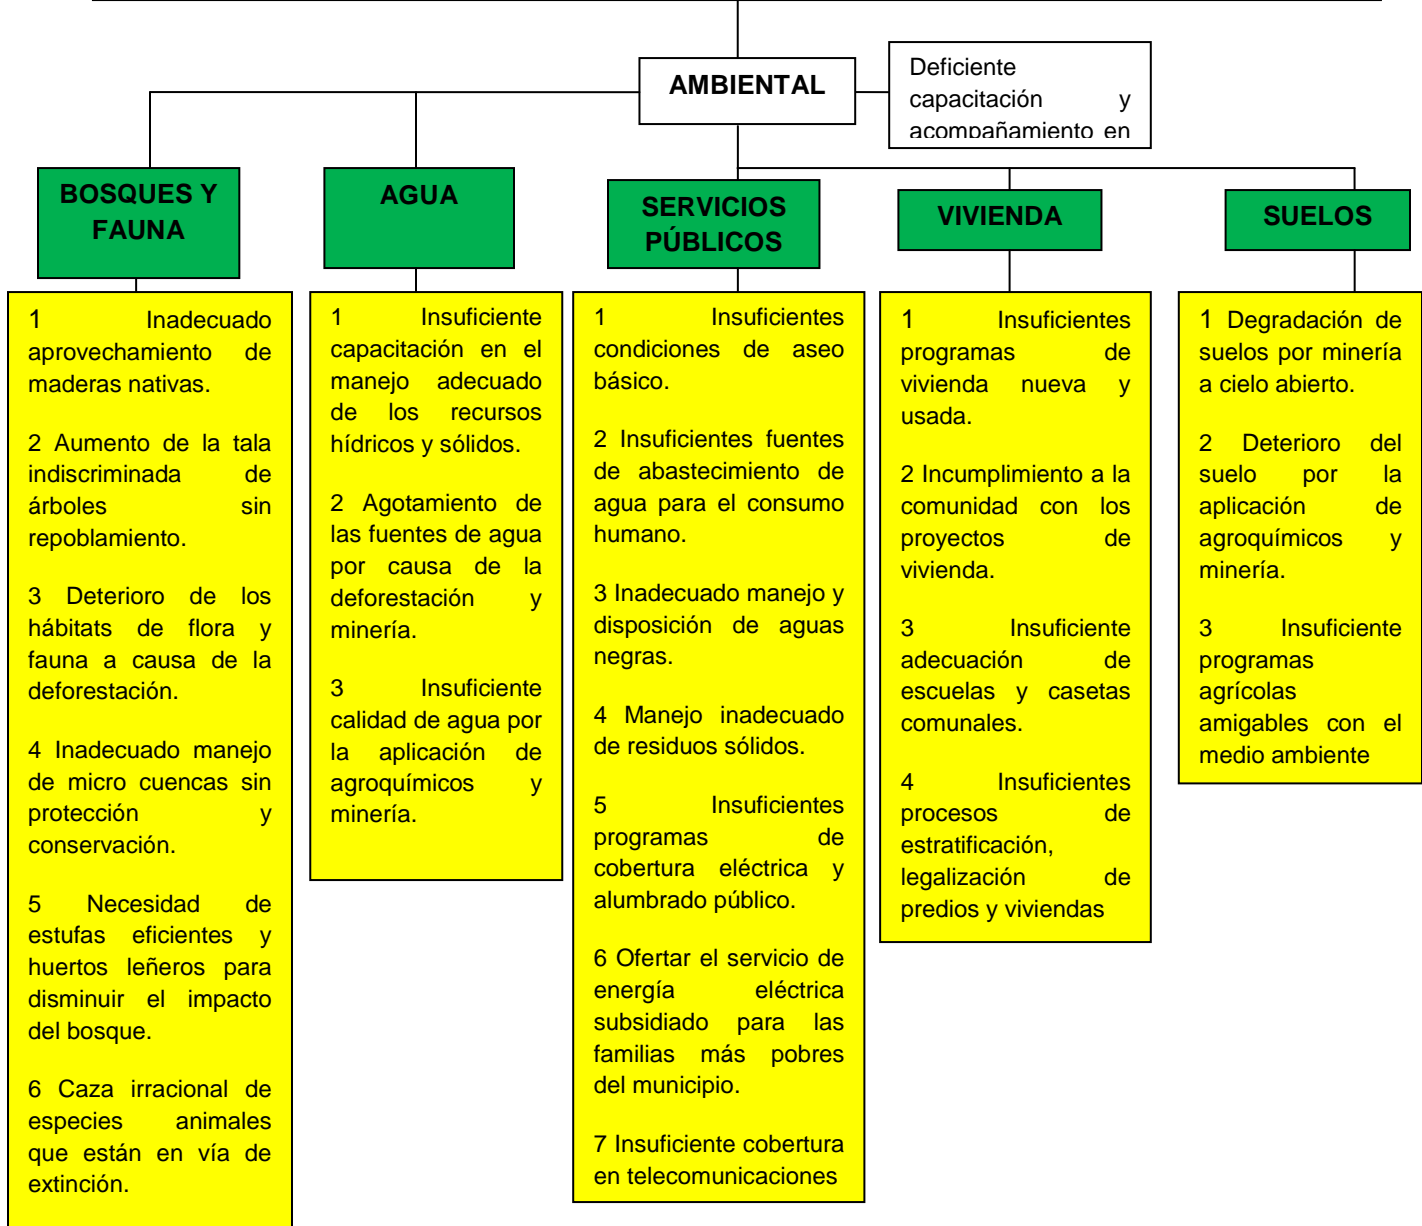 AMBIENTAL
Deficiente
capacitación y
acompañamiento en
BOSQUES Y
FAUNA
1 Inadecuado
aprovechamiento de
maderas nativas.
2 Aumento de la tala
indiscriminada de
árboles sin
repoblamiento.
3 Deterioro de los
hábitats de flora y
fauna a causa de la
deforestación.
4 Inadecuado manejo
de micro cuencas sin
protección y
conservación.
5 Necesidad de
estufas eficientes y
huertos leñeros para
disminuir el impacto
del bosque.
6 Caza irracional de
especies animales
que están en vía de
extinción.
AGUA
1 Insuficiente
capacitación en el
manejo adecuado
de los recursos
hídricos y sólidos.
2 Agotamiento de
las fuentes de agua
por causa de la
deforestación y
minería.
3 Insuficiente
calidad de agua por
la aplicación de
agroquímicos y
minería.
SERVICIOS
PÚBLICOS
1 Insuficientes
condiciones de aseo
básico.
2 Insuficientes fuentes
de abastecimiento de
agua para el consumo
humano.
3 Inadecuado manejo y
disposición de aguas
negras.
4 Manejo inadecuado
de residuos sólidos.
5 Insuficientes
programas de
cobertura eléctrica y
alumbrado público.
6 Ofertar el servicio de
energía eléctrica
subsidiado para las
familias más pobres
del municipio.
7 Insuficiente cobertura
en telecomunicaciones
VIVIENDA
1 Insuficientes
programas de
vivienda nueva y
usada.
2 Incumplimiento a la
comunidad con los
proyectos de
vivienda.
3 Insuficiente
adecuación de
escuelas y casetas
comunales.
4 Insuficientes
procesos de
estratificación,
legalización de
predios y viviendas
SUELOS
1 Degradación de
suelos por minería
a cielo abierto.
2 Deterioro del
suelo por la
aplicación de
agroquímicos y
minería.
3 Insuficiente
programas
agrícolas
amigables con el
medio ambiente